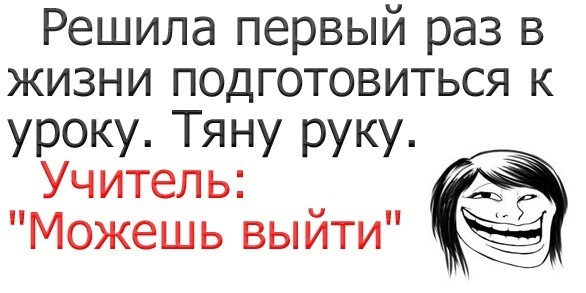 Решила первый раз в
жизни подготовиться к
уроку. Тяну руку.
Учитель:
"Можешь выйти"